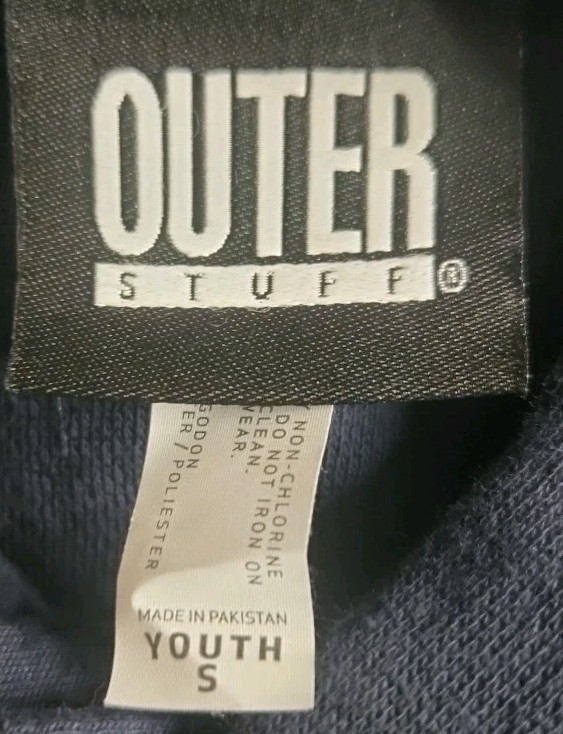 OUTER
STUFF®
NON-CHLORINE
DO NOT IRON ON
CLEAN.
WEAR.
GODON
ER / POLIESTER
MADE IN PAKISTAN
YOUTH
S